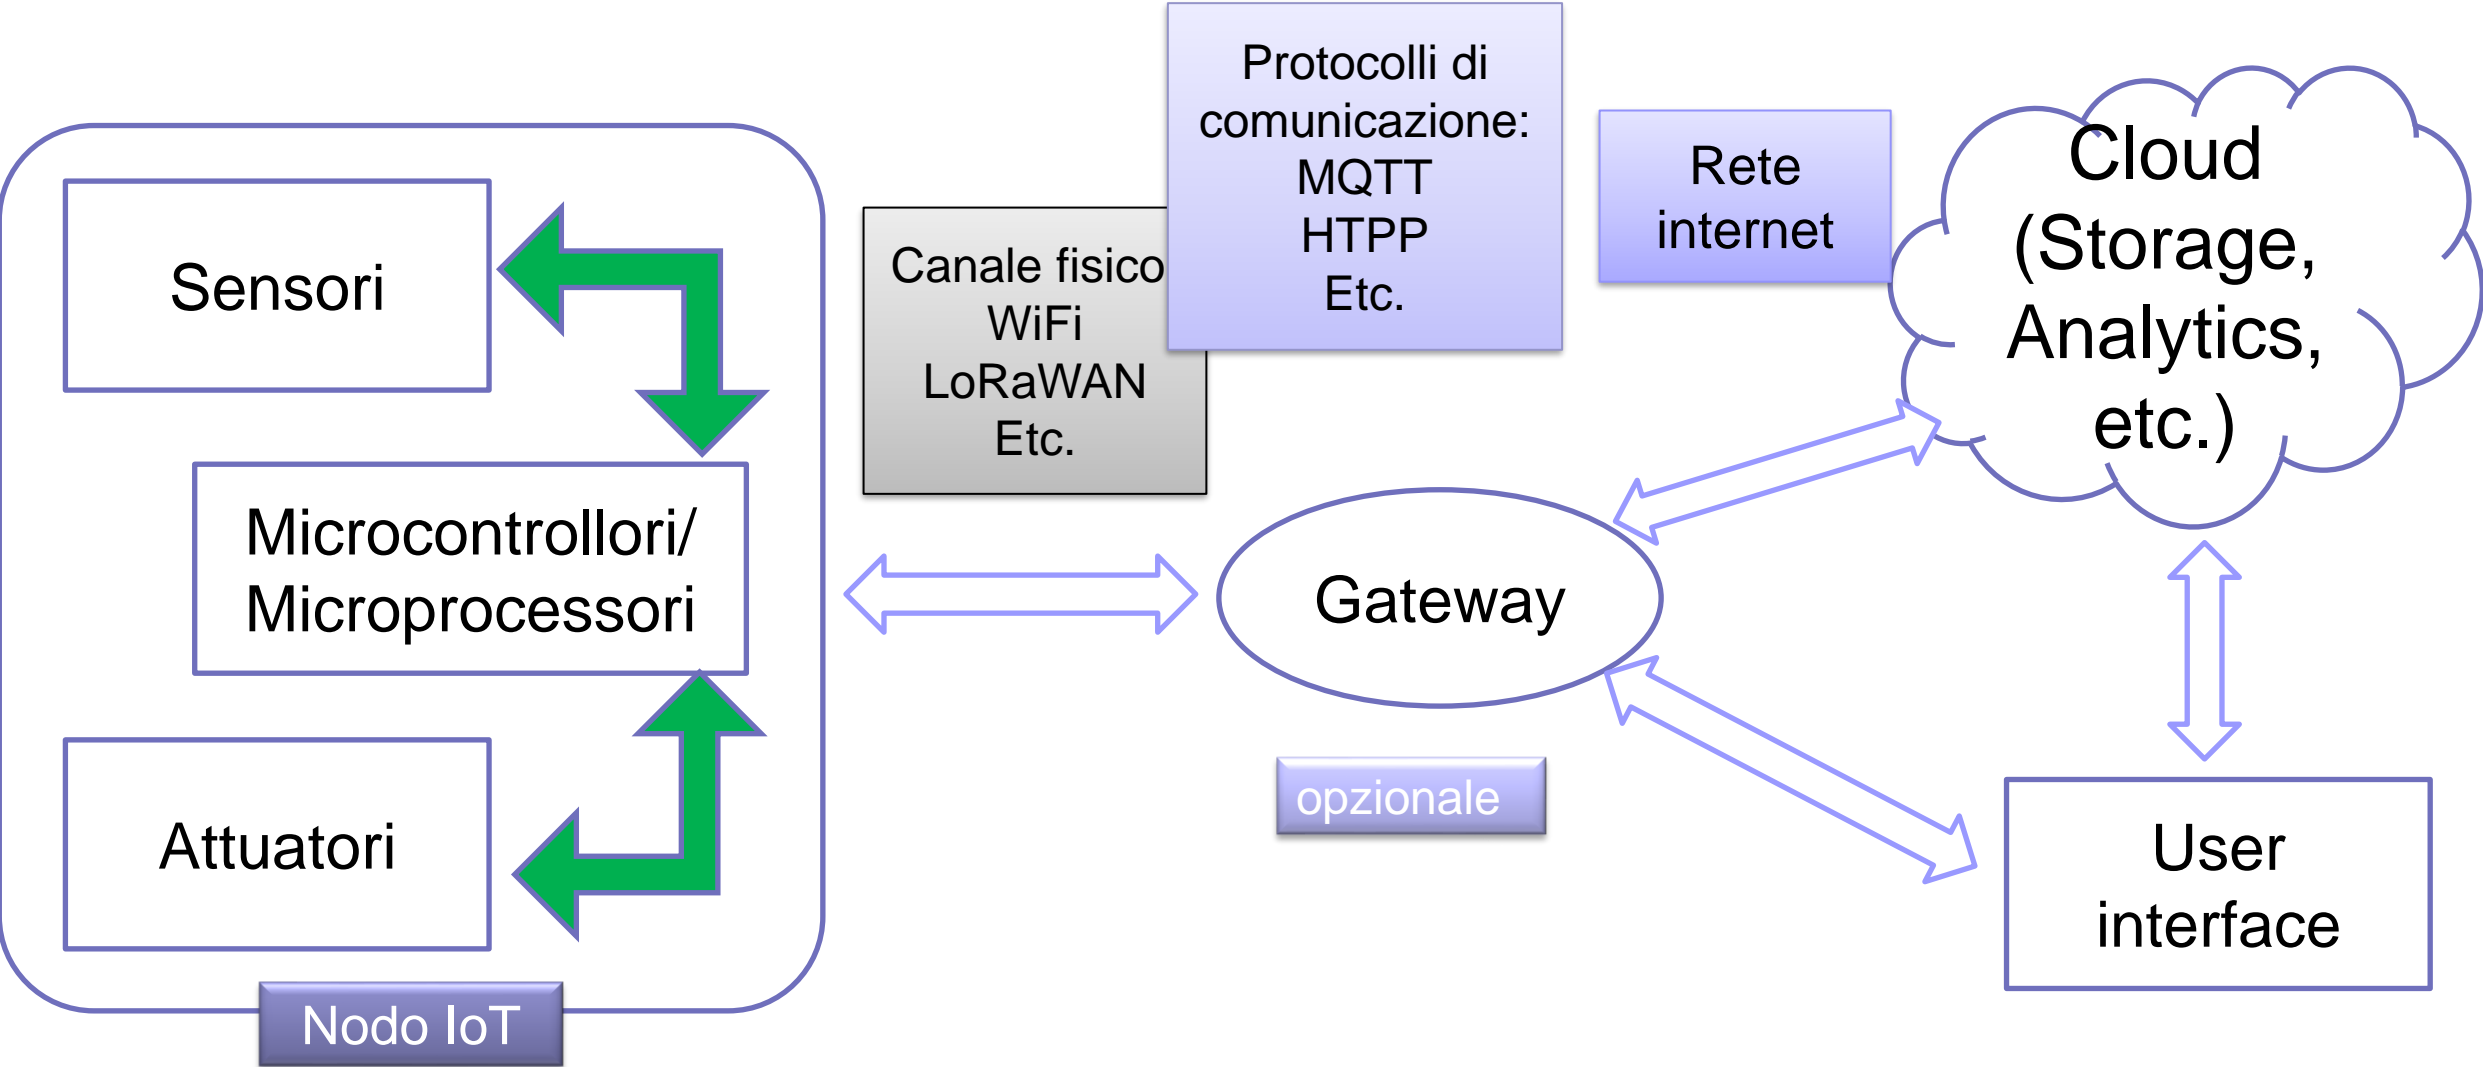 Sensori
Microcontrollori/
Microprocessori
Attuatori
Nodo IoT
Canale fisico
WiFi
LoRaWAN
Etc.
Protocolli di
comunicazione:
MQTT
HTPP
Etc.
Rete
internet
Cloud
(Storage,
Analytics,
etc.)
Gateway
opzionale
User
interface